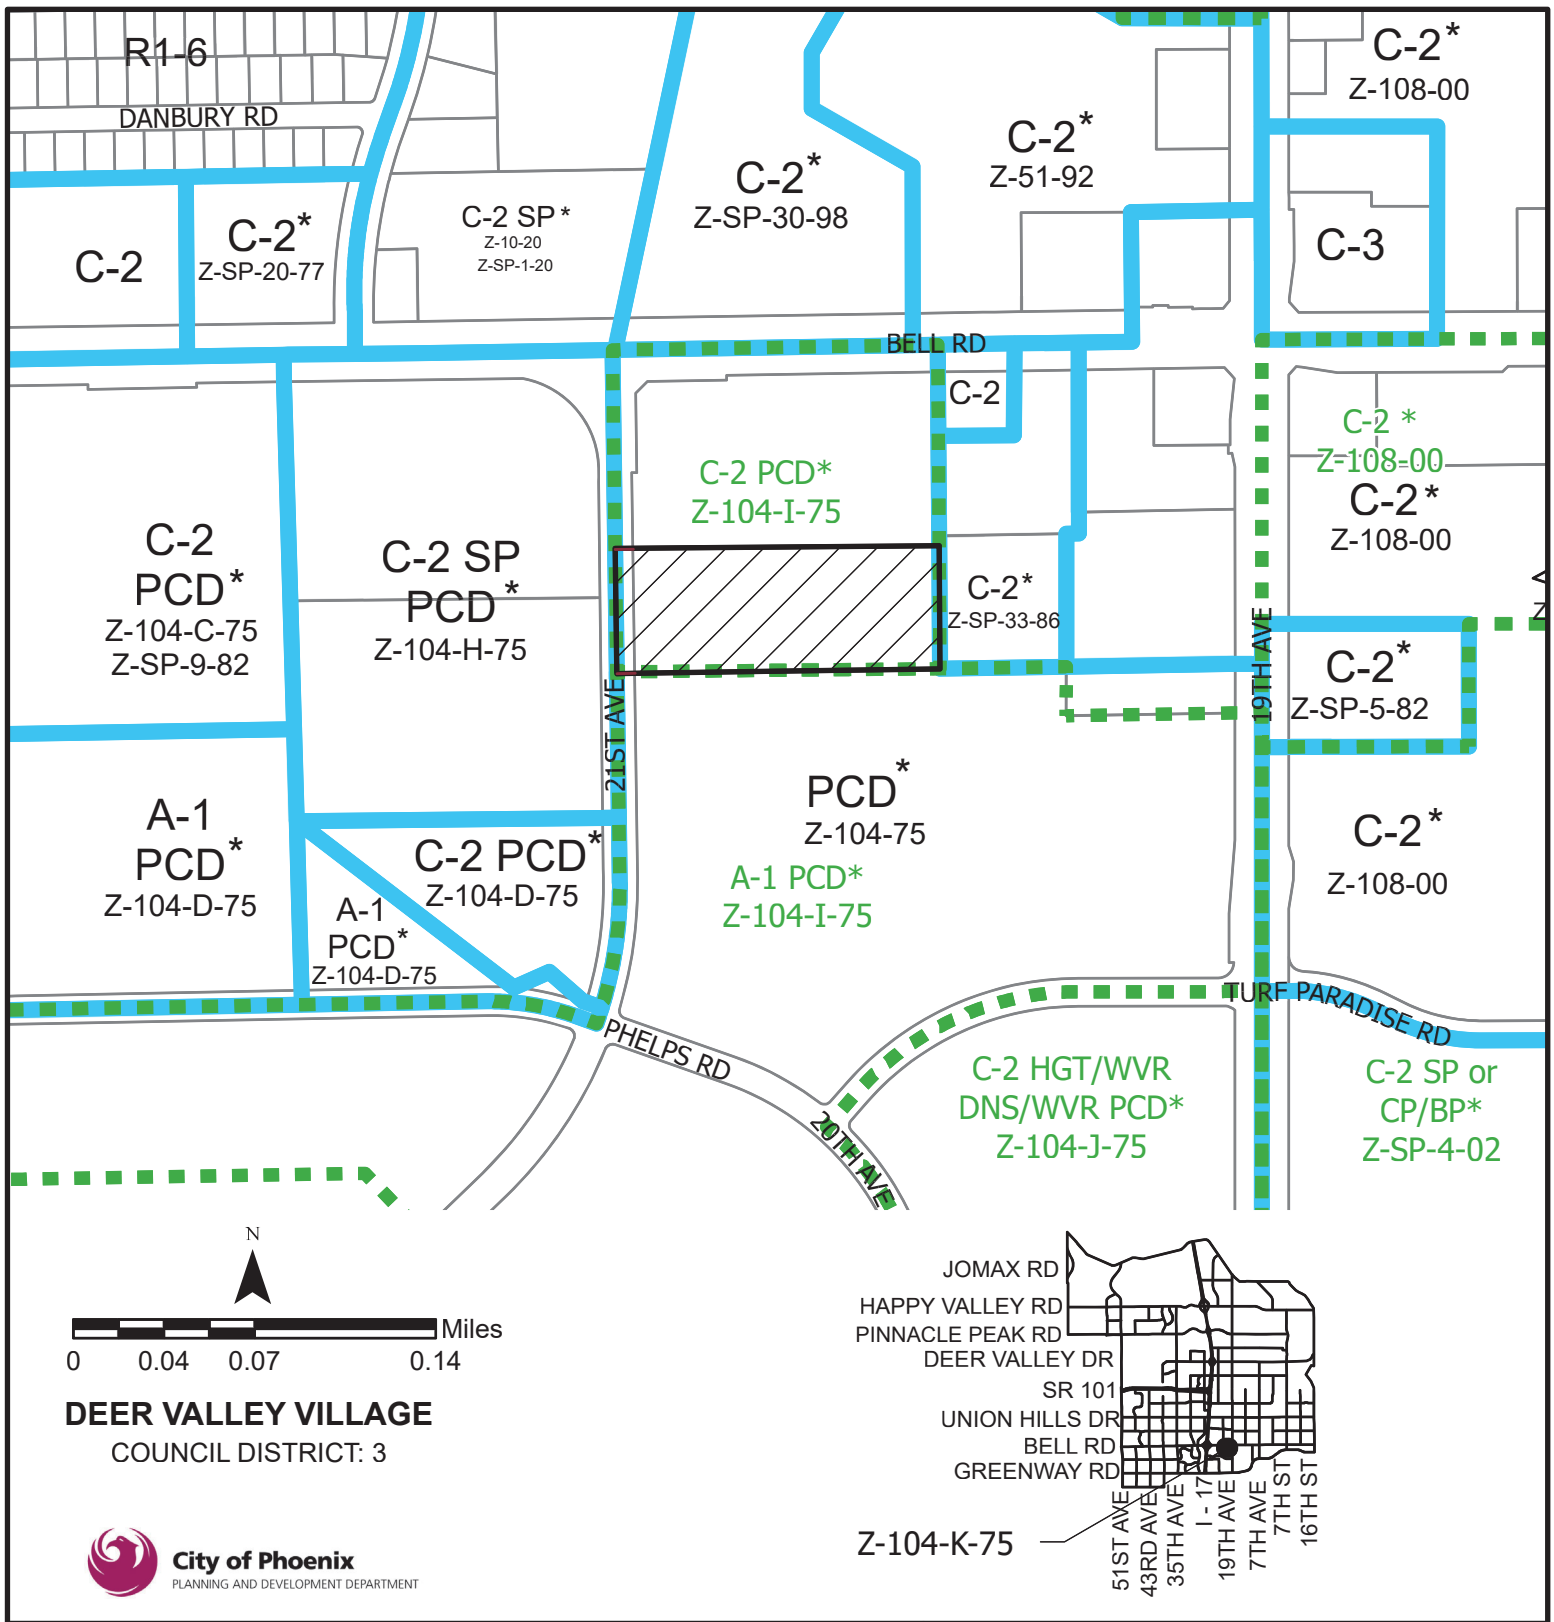 R1-6
DANBURY RD
C-2*
Z-108-00
C-2*
Z-51-92
C-2*
Z-SP-30-98
C-2 SP*
Z-10-20
Z-SP-1-20
C-2*
Z-SP-20-77
C-2
C-3
BELL RD
C-2
C-2 *
Z-108-00
C-2 PCD*
Z-104-I-75
C-2*
Z-108-00
C-2
PCD*
Z-104-C-75
Z-SP-9-82
C-2 SP
PCD*
Z-104-H-75
C-2*
Z-SP-33-86
Z
19TH AVE
C-2*
Z-SP-5-82
21ST AVE
PCD*
Z-104-75
A-1 PCD*
Z-104-I-75
A-1
PCD*
Z-104-D-75
C-2 PCD*
Z-104-D-75
A-1
PCD*
Z-104-D-75
C-2*
Z-108-00
TURF PARADISE RD
PHELPS RD
20TH AVE
C-2 HGT/WVR
DNS/WVR PCD*
Z-104-J-75
C-2 SP or
CP/BP*
Z-SP-4-02
N
Miles
0 0.04 0.07 0.14
DEER VALLEY VILLAGE
COUNCIL DISTRICT: 3
City of Phoenix
PLANNING AND DEVELOPMENT DEPARTMENT
JOMAX RD
HAPPY VALLEY RD
PINNACLE PEAK RD
DEER VALLEY DR
SR 101
UNION HILLS DR
BELL RD
GREENWAY RD
51ST AVE
43RD AVE
35TH AVE
I - 17
19TH AVE
7TH AVE
7TH ST
16TH ST
Z-104-K-75